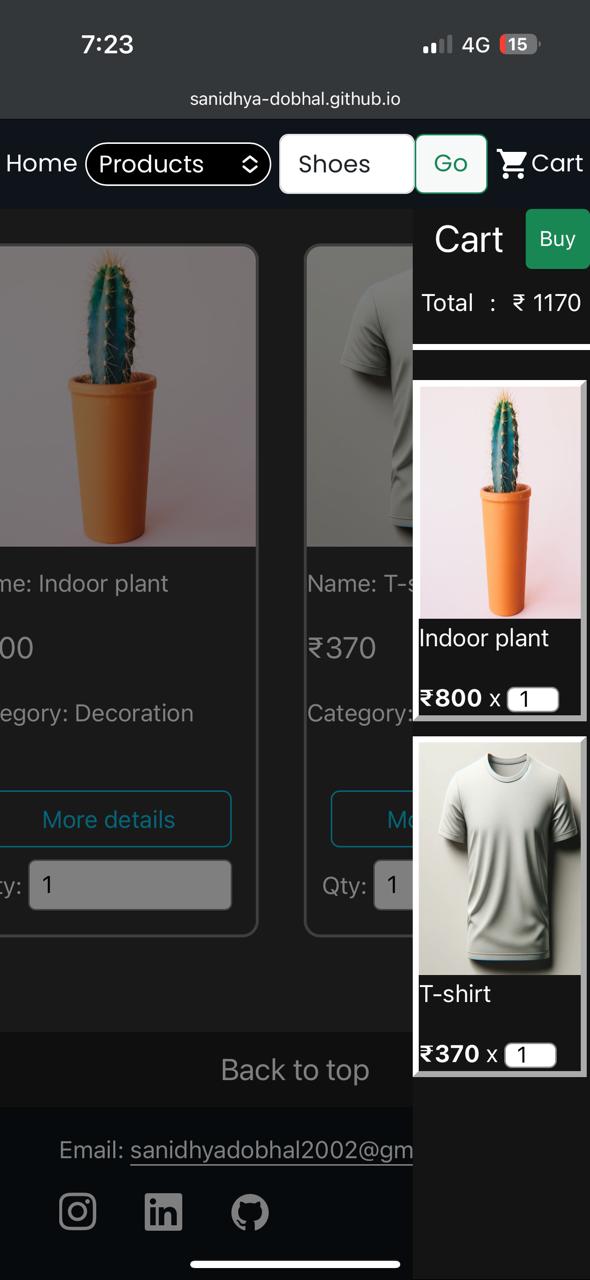 7:23 4G 15
sanidhya-dobhal.github.io
Home Products Shoes Go Cart
Cart Buy
Total : ₹ 1170
me: Indoor plant
00
egory: Decoration
More details
ty: 1
Name: T-s
₹370
Category:
Mo
Qty: 1
Indoor plant
₹800 x 1
T-shirt
₹370 x 1
Back to top
Email: sanidhyadobhal2002@gm
in